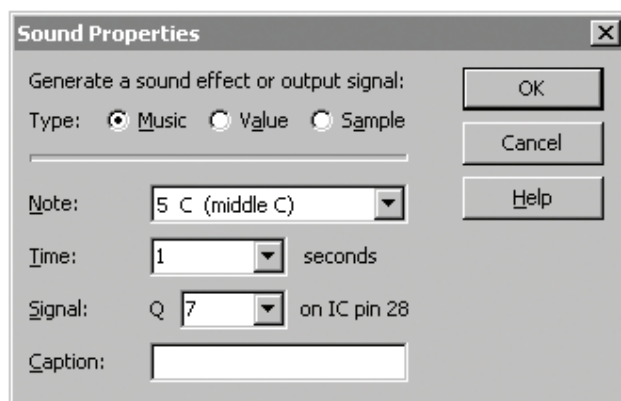 Sound Properties
Generate a sound effect or output signal:
OK
Type: Music Value Sample
Cancel
Note: 5 C (middle C)
Help
Time: 1 seconds
Signal: Q 7 on IC pin 28
Caption: